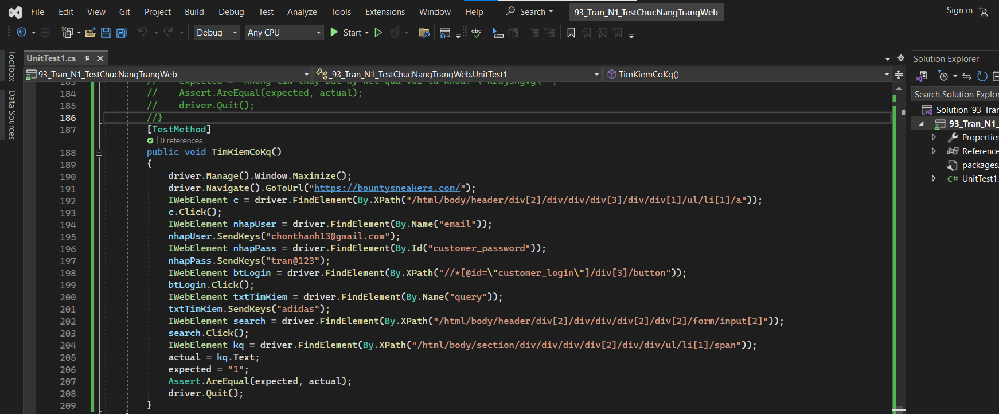 File Edit View Git Project Build Debug Test Analyze Tools Extensions Window Help Search 93_Tran_N1_TestChucNangTrangWeb Sign in
Debug Any CPU Start
Toolbox
Data Sources
UnitTest1.cs
93_Tran_N1_TestChucNangTrangWeb _93_Tran_N1_TestChucNangTrangWeb.UnitTest1 TimKiemCoKq()
184 // Assert.AreEqual(expected, actual);
185 // driver.Quit();
186 //}
187 [TestMethod]
| 0 references
188 public void TimKiemCoKq()
189 {
190 driver.Manage().Window.Maximize();
191 driver.Navigate().GoToUrl("https://bountysneakers.com/");
192 IWebElement c = driver.FindElement(By.XPath("/html/body/header/div[2]/div/div/div[3]/div/div[1]/ul/li[1]/a"));
193 c.Click();
194 IWebElement nhapUser = driver.FindElement(By.Name("email"));
195 nhapUser.SendKeys("chonthanh13@gmail.com");
196 IWebElement nhapPass = driver.FindElement(By.Id("customer_password"));
197 nhapPass.SendKeys("tran@123");
198 IWebElement btLogin = driver.FindElement(By.XPath("//*[@id=\"customer_login\"]/div[3]/button"));
199 btLogin.Click();
200 IWebElement txtTimKiem = driver.FindElement(By.Name("query"));
201 txtTimKiem.SendKeys("adidas");
202 IWebElement search = driver.FindElement(By.XPath("/html/body/header/div[2]/div/div/div[2]/div[2]/form/input[2]"));
203 search.Click();
204 IWebElement kq = driver.FindElement(By.XPath("/html/body/section/div/div/div/div[2]/div/div/ul/li[1]/span"));
205 actual = kq.Text;
206 expected = "1";
207 Assert.AreEqual(expected, actual);
208 driver.Quit();
209 }
Solution Explorer
Search Solution Explo
Solution '93_Tra
93_Tran_N1_
Properties
Reference
packages.
C# UnitTest1.